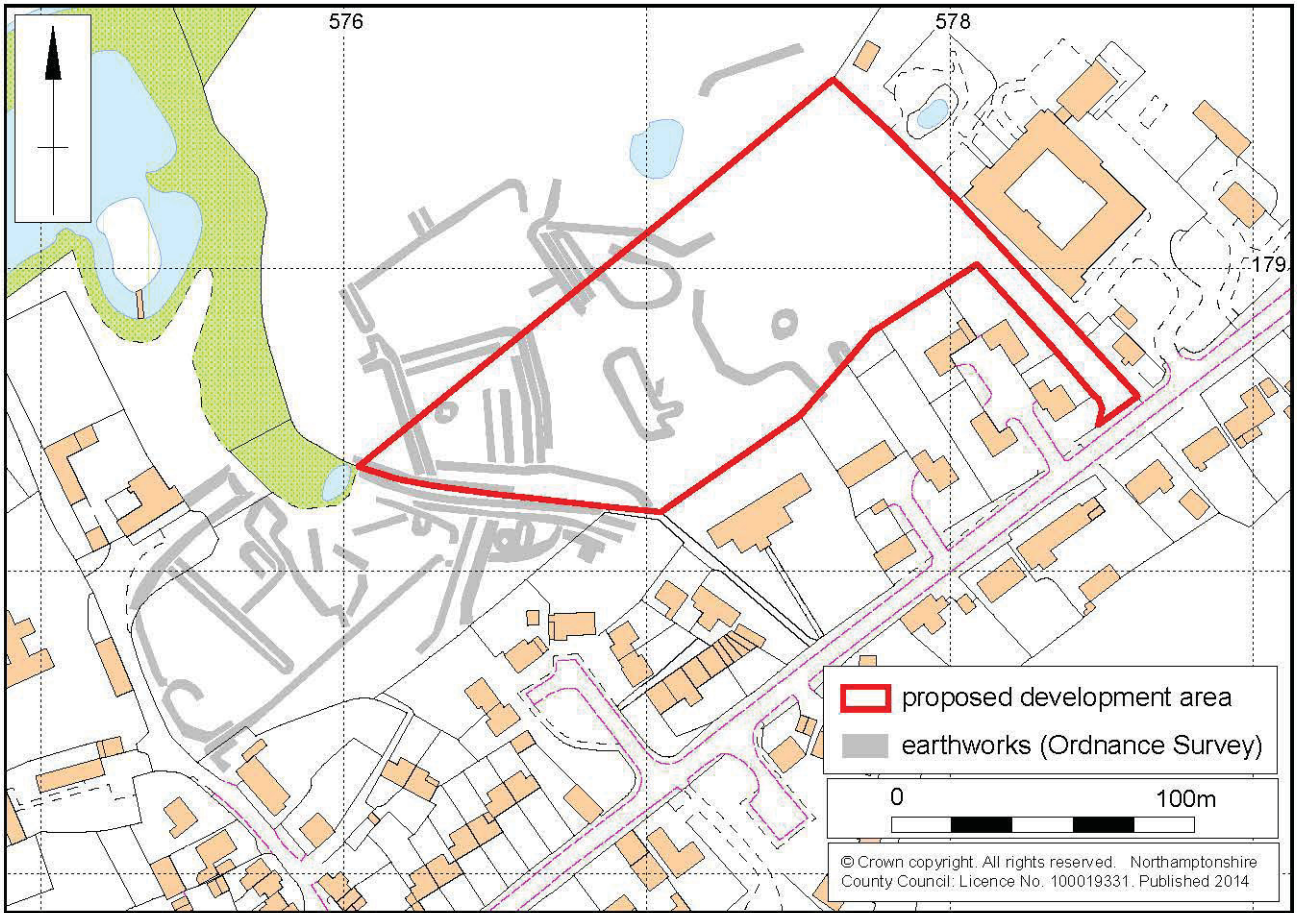 576
578
179
proposed development area
earthworks (Ordnance Survey)
0 100m
© Crown copyright. All rights reserved. Northamptonshire
County Council: Licence No. 100019331. Published 2014